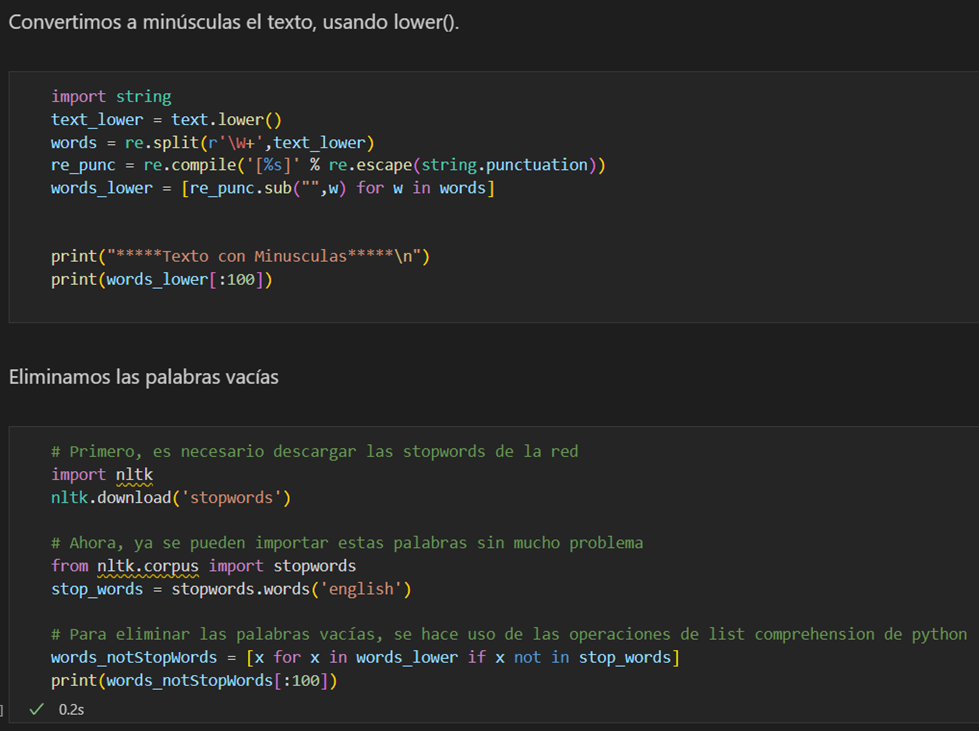 Convertimos a minúsculas el texto, usando lower().
import string
text_lower = text.lower()
words = re.split(r'\W+',text_lower)
re_punc = re.compile('[%s]' % re.escape(string.punctuation))
words_lower = [re_punc.sub("",w) for w in words]
print("*****Texto con Minusculas*****\n")
print(words_lower[:100])
Eliminamos las palabras vacías
# Primero, es necesario descargar las stopwords de la red
import nltk
nltk.download('stopwords')
# Ahora, ya se pueden importar estas palabras sin mucho problema
from nltk.corpus import stopwords
stop_words = stopwords.words('english')
# Para eliminar las palabras vacías, se hace uso de las operaciones de list comprehension de python
words_notStopWords = [x for x in words_lower if x not in stop_words]
print(words_notStopWords[:100])
] ✓ 0.2s